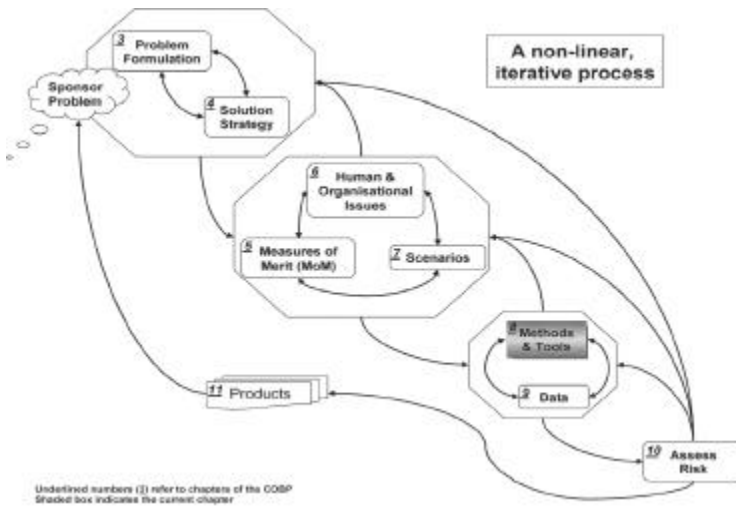 3
Problem
Formulation
Sponsor
Problem
4
Solution
Strategy
A non-linear,
iterative process
6
Human &
Organisational
Issues
5
Measures of
Merit (MoM)
7
Scenarios
8
Methods
& Tools
9
Data
11
Products
10
Assess
Risk
Underlined numbers (3) refer to chapters of the COBP
Shaded box indicates the current chapter